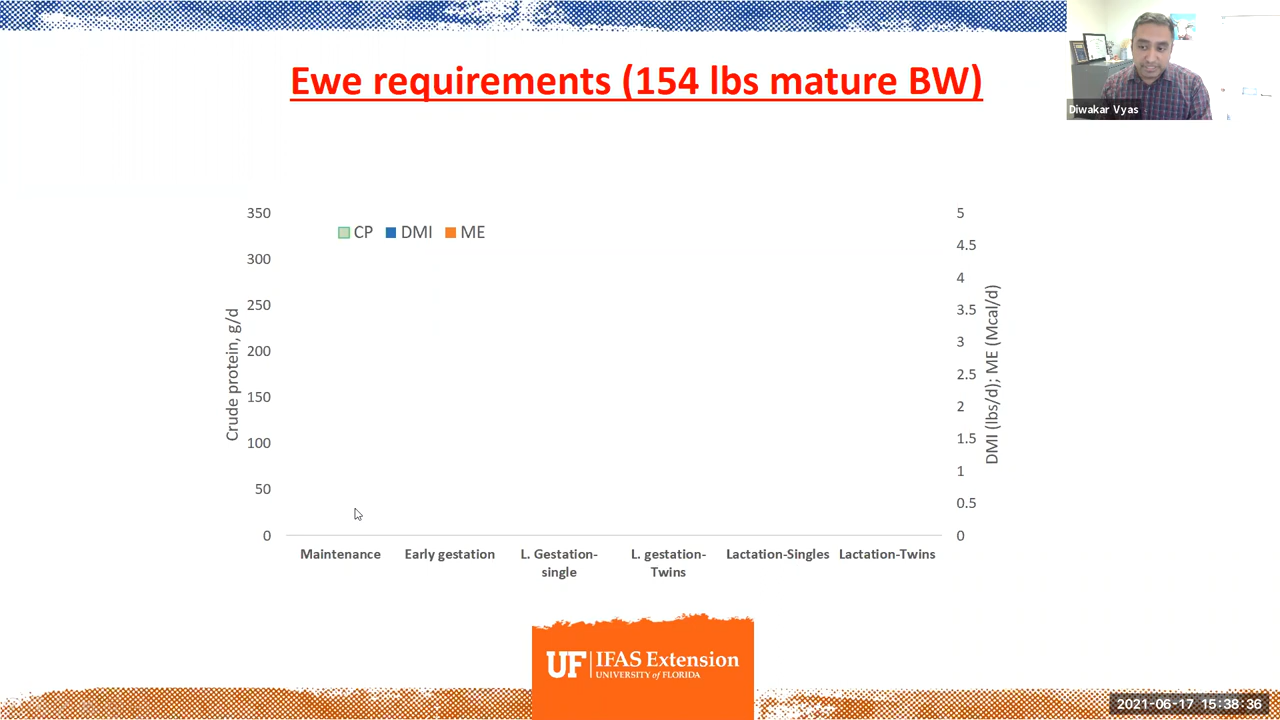 Ewe requirements (154 lbs mature BW)
Diwakar Vyas
350
300
250
200
150
100
50
0
Crude protein, g/d
CP DMI ME
5
4.5
4
3.5
3
2.5
2
1.5
1
0.5
0
DMI (lbs/d); ME (Mcal/d)
Maintenance Early gestation L. Gestation- L. gestation- Lactation-Singles Lactation-Twins
single Twins
UF IFAS Extension
UNIVERSITY of FLORIDA
2021-06-17 15:38:36